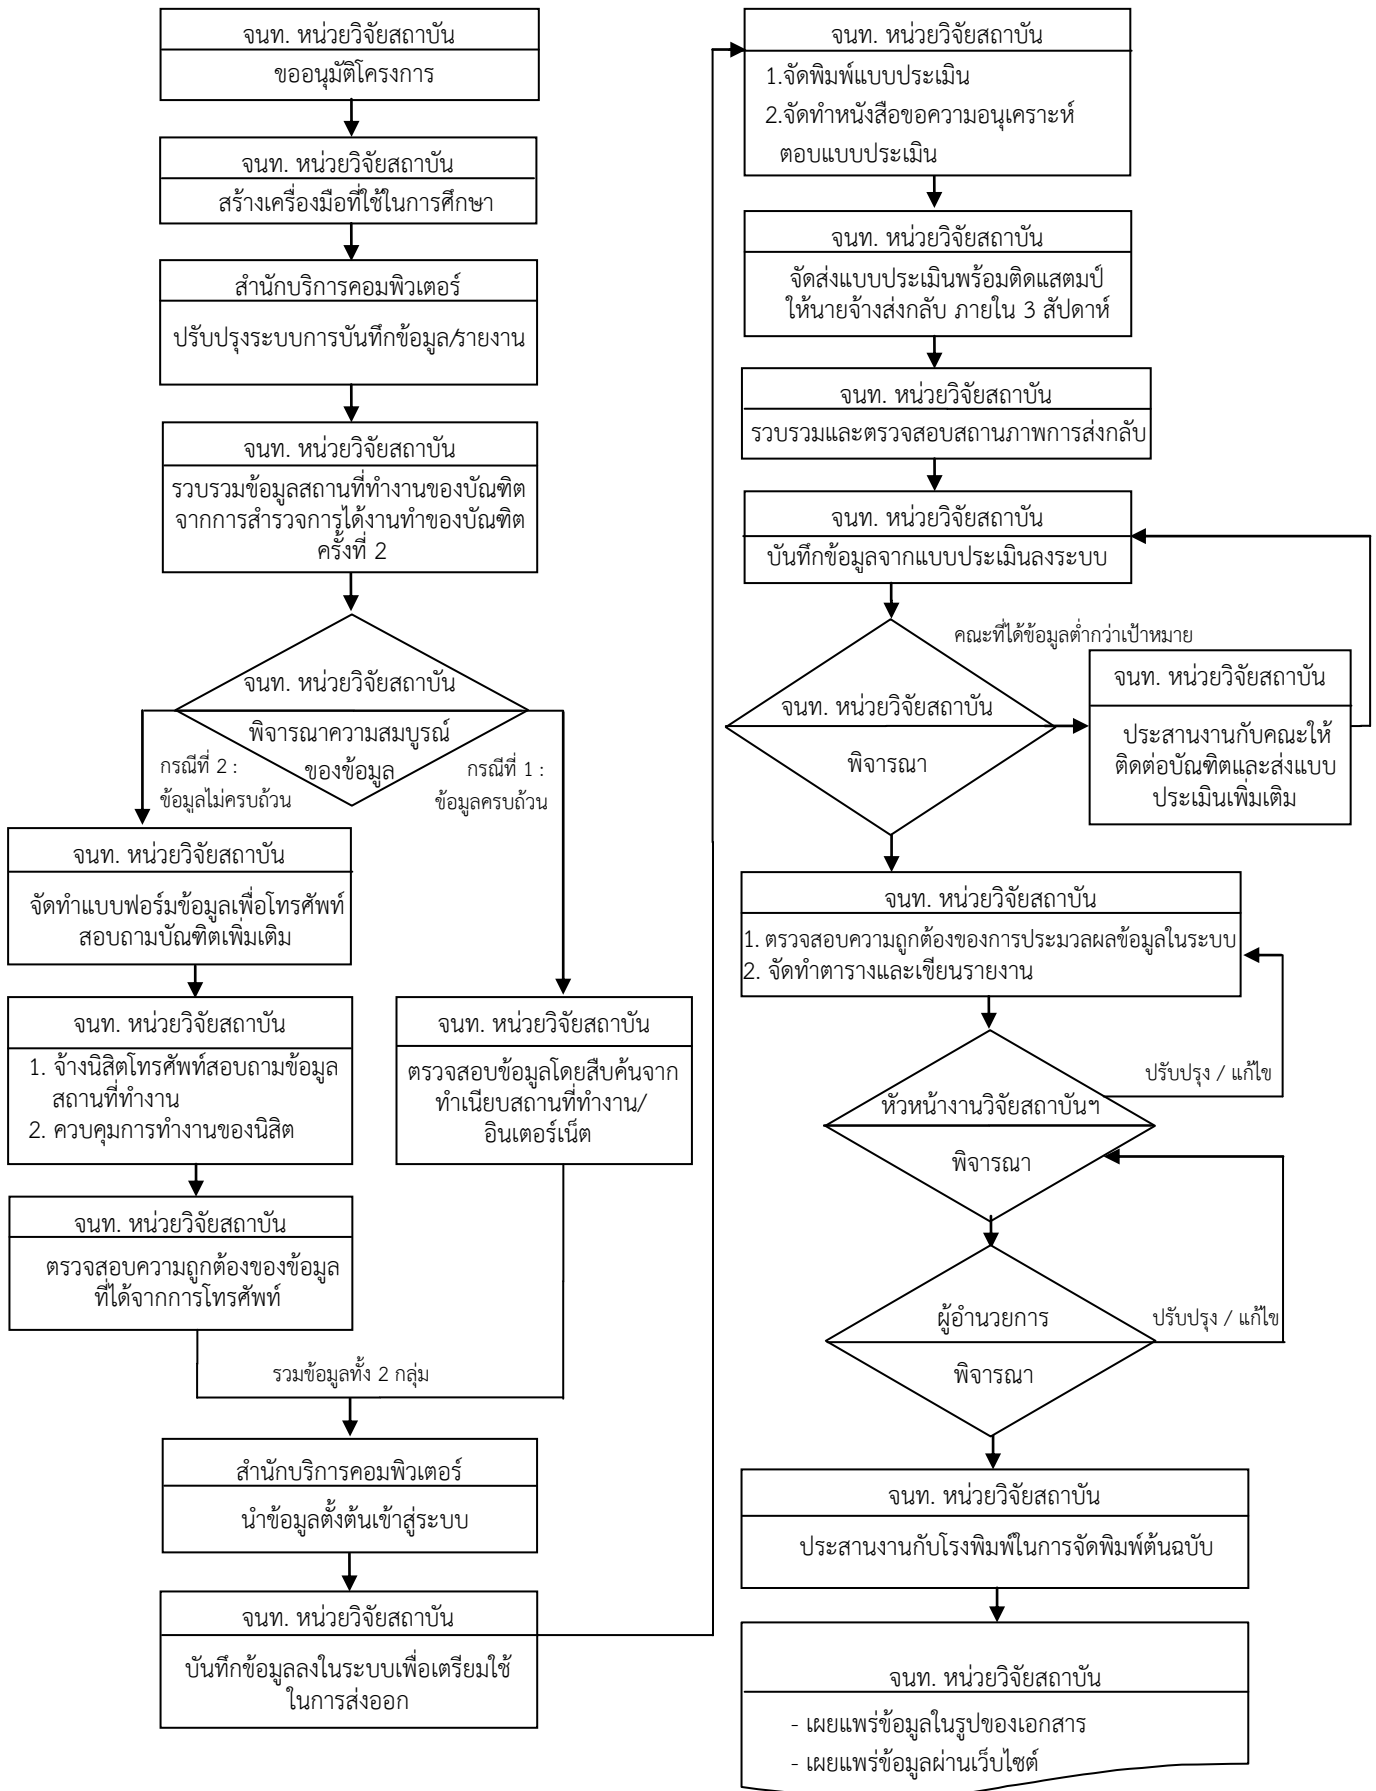 จนท. หน่วยวิจัยสถาบัน
ขออนุมัติโครงการ
จนท. หน่วยวิจัยสถาบัน
สร้างเครื่องมือที่ใช้ในการศึกษา
สำนักบริการคอมพิวเตอร์
ปรับปรุงระบบการบันทึกข้อมูล/รายงาน
จนท. หน่วยวิจัยสถาบัน
รวบรวมข้อมูลสถานที่ทำงานของบัณฑิต
จากการสำรวจการได้งานทำของบัณฑิต
ครั้งที่ 2
จนท. หน่วยวิจัยสถาบัน
พิจารณาความสมบูรณ์
ของข้อมูล
กรณีที่ 2 :
ข้อมูลไม่ครบถ้วน
กรณีที่ 1 :
ข้อมูลครบถ้วน
จนท. หน่วยวิจัยสถาบัน
จัดทำแบบฟอร์มข้อมูลเพื่อโทรศัพท์
สอบถามบัณฑิตเพิ่มเติม
จนท. หน่วยวิจัยสถาบัน
1. จ้างนิสิตโทรศัพท์สอบถามข้อมูล
สถานที่ทำงาน
2. ควบคุมการทำงานของนิสิต
จนท. หน่วยวิจัยสถาบัน
ตรวจสอบข้อมูลโดยสืบค้นจาก
ทำเนียบสถานที่ทำงาน/
อินเตอร์เน็ต
จนท. หน่วยวิจัยสถาบัน
ตรวจสอบความถูกต้องของข้อมูล
ที่ได้จากการโทรศัพท์
รวมข้อมูลทั้ง 2 กลุ่ม
สำนักบริการคอมพิวเตอร์
นำข้อมูลตั้งต้นเข้าสู่ระบบ
จนท. หน่วยวิจัยสถาบัน
บันทึกข้อมูลลงในระบบเพื่อเตรียมใช้
ในการส่งออก
จนท. หน่วยวิจัยสถาบัน
1.จัดพิมพ์แบบประเมิน
2.จัดทำหนังสือขอความอนุเคราะห์
ตอบแบบประเมิน
จนท. หน่วยวิจัยสถาบัน
จัดส่งแบบประเมินพร้อมติดแสตมป์
ให้นายจ้างส่งกลับ ภายใน 3 สัปดาห์
จนท. หน่วยวิจัยสถาบัน
รวบรวมและตรวจสอบสถานภาพการส่งกลับ
จนท. หน่วยวิจัยสถาบัน
บันทึกข้อมูลจากแบบประเมินลงระบบ
คณะที่ได้ข้อมูลต่ำกว่าเป้าหมาย
จนท. หน่วยวิจัยสถาบัน
พิจารณา
จนท. หน่วยวิจัยสถาบัน
ประสานงานกับคณะให้
ติดต่อบัณฑิตและส่งแบบ
ประเมินเพิ่มเติม
จนท. หน่วยวิจัยสถาบัน
1. ตรวจสอบความถูกต้องของการประมวลผลข้อมูลในระบบ
2. จัดทำตารางและเขียนรายงาน
ปรับปรุง / แก้ไข
หัวหน้างานวิจัยสถาบันฯ
พิจารณา
ผู้อำนวยการ
พิจารณา
ปรับปรุง / แก้ไข
จนท. หน่วยวิจัยสถาบัน
ประสานงานกับโรงพิมพ์ในการจัดพิมพ์ต้นฉบับ
จนท. หน่วยวิจัยสถาบัน
- เผยแพร่ข้อมูลในรูปของเอกสาร
- เผยแพร่ข้อมูลผ่านเว็บไซต์